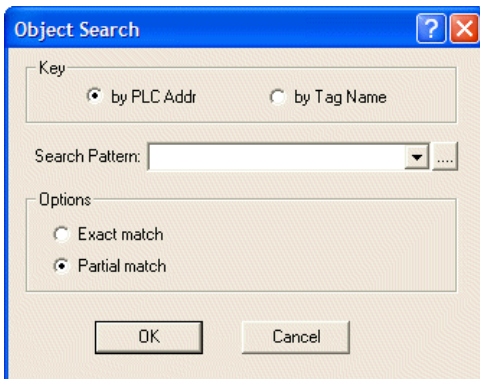 Object Search
Key
by PLC Addr by Tag Name
Search Pattern: ....
Options
Exact match
Partial match
OK Cancel